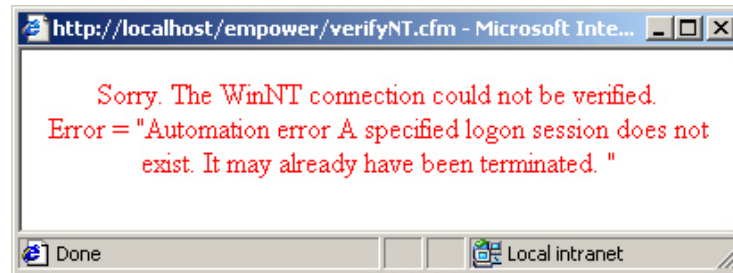 http://localhost/empower/verifyNT.cfm - Microsoft Inte...
Sorry. The WinNT connection could not be verified.
Error = "Automation error A specified logon session does not
exist. It may already have been terminated. "
Done
Local intranet